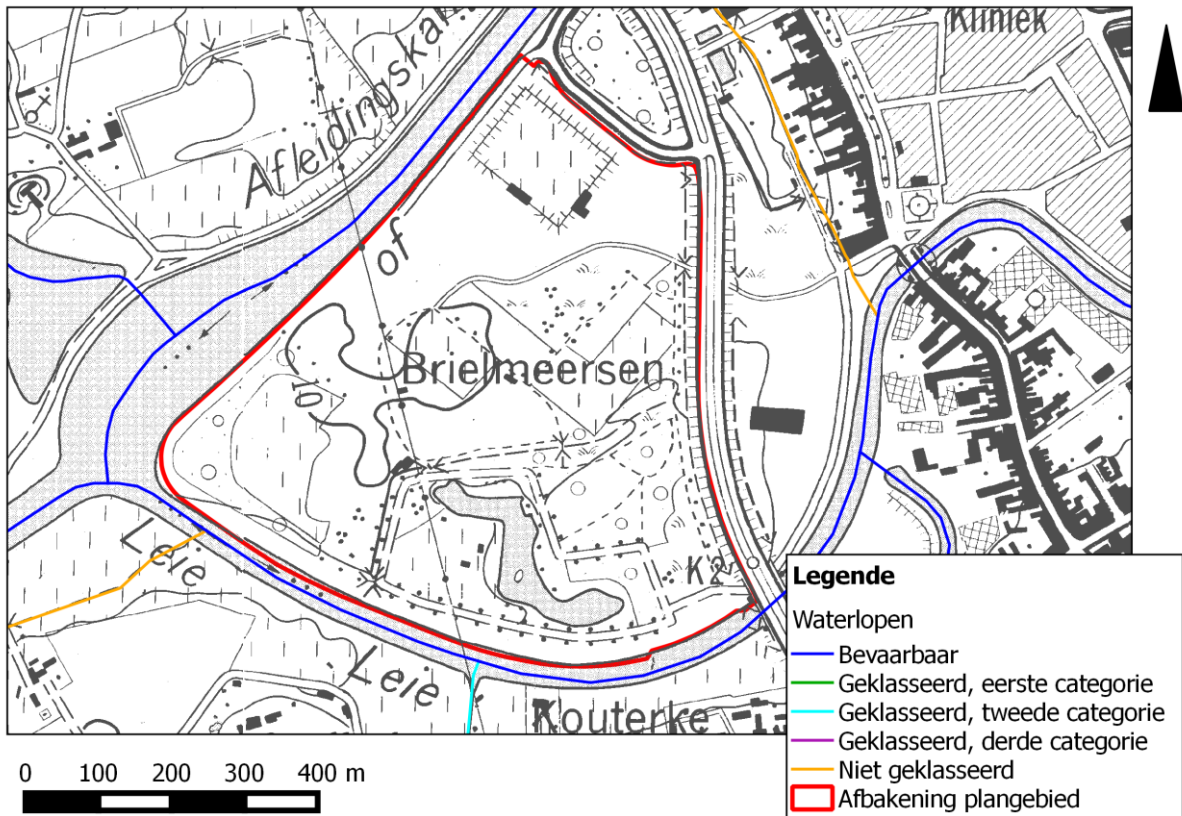 Kliniek
Afleidingskan
of
Brielmeersen
10
K2
Leie
Leie
Kouterke
Legende
Waterlopen
Bevaarbaar
Geklasseerd, eerste categorie
Geklasseerd, tweede categorie
Geklasseerd, derde categorie
Niet geklasseerd
Afbakening plangebied
0 100 200 300 400 m